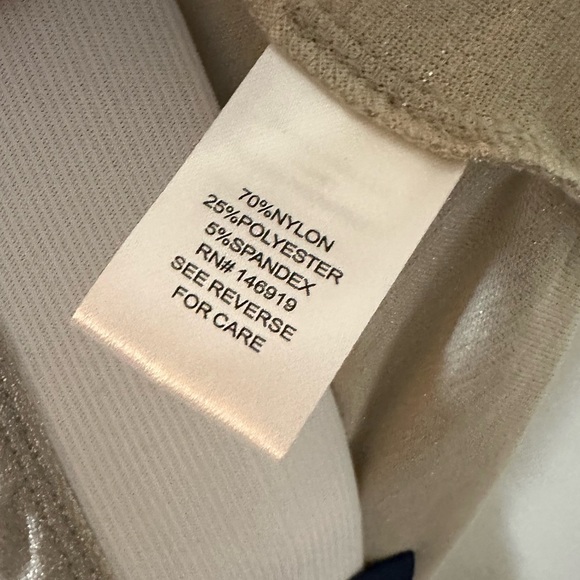 70%NYLON
25%POLYESTER
5%SPANDEX
RN# 146919
SEE REVERSE
FOR CARE